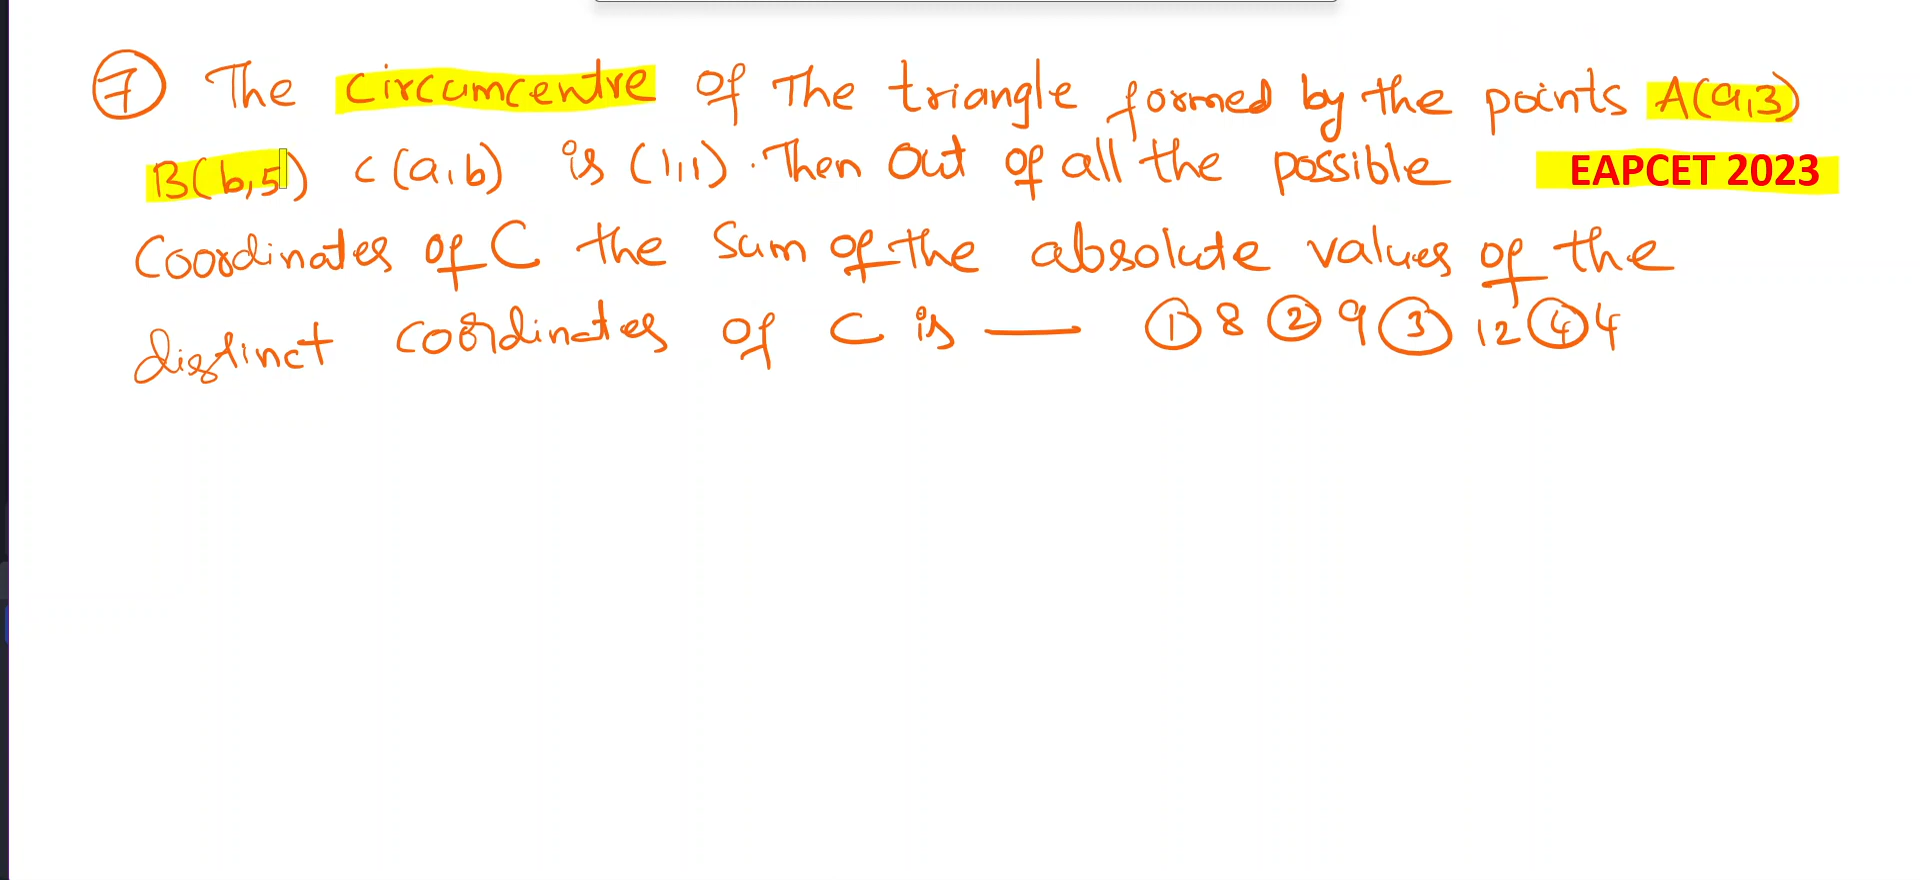 7 The circumcentre of The triangle formed by the points A(a,3)
B(b,5) C(a,b) is (1,1). Then Out of all the possible EAPCET 2023
Coordinates of C the Sum of the absolute values of the
distinct coordinates of C is — ① 8 ② 9 ③ 12 ④ 4